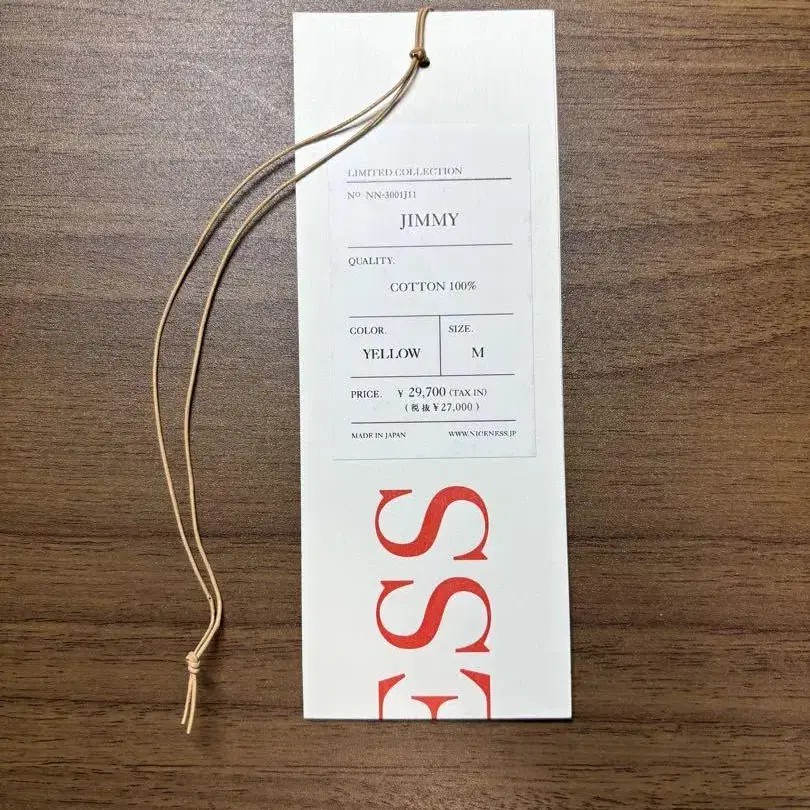 LIMITED COLLECTION
No NN-3001J11
JIMMY
QUALITY.
COTTON 100%
COLOR.
YELLOW
SIZE.
M
PRICE. ¥ 29,700 (TAX IN)
(税抜¥27,000)
MADE IN JAPAN WWW.NICENESS.JP
ESS